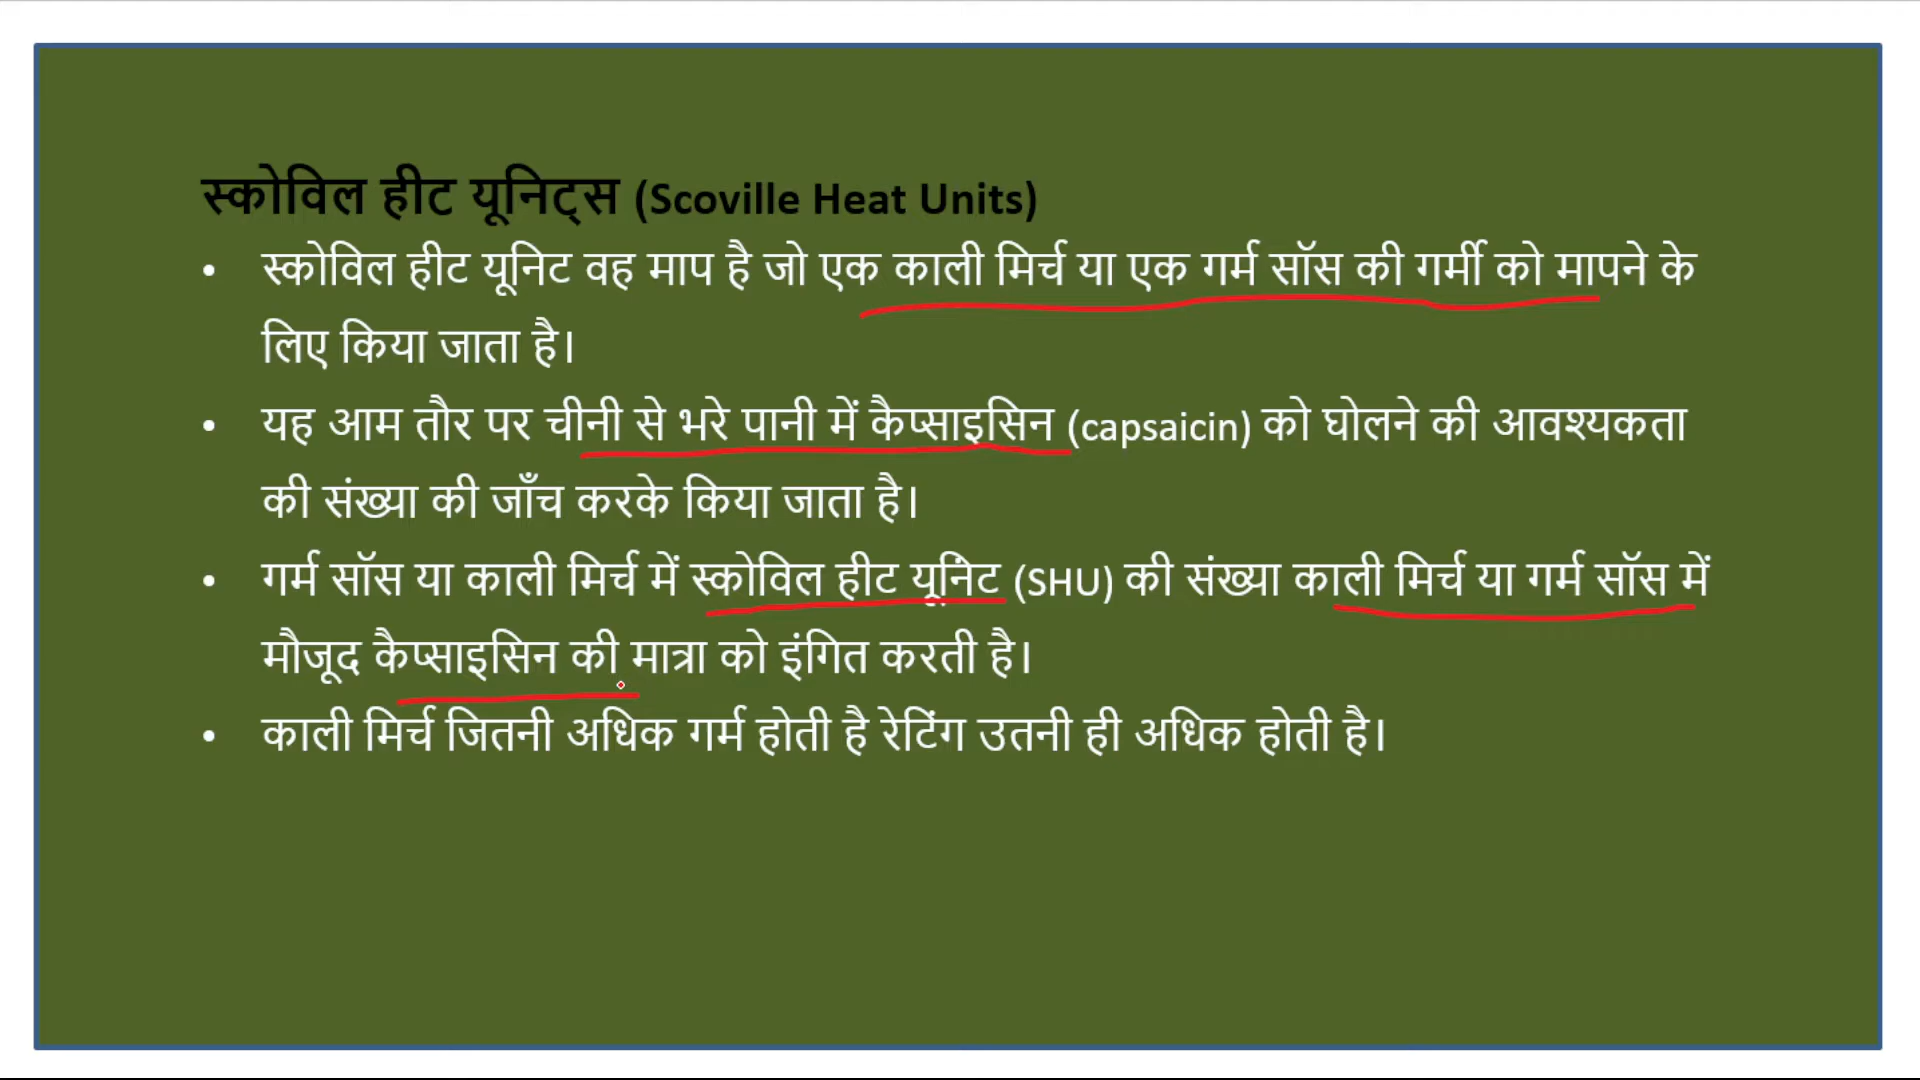 स्कोविल हीट यूनिट्स (Scoville Heat Units)
• स्कोविल हीट यूनिट वह माप है जो एक काली मिर्च या एक गर्म सॉस की गर्मी को मापने के
लिए किया जाता है।
• यह आम तौर पर चीनी से भरे पानी में कैप्साइसिन (capsaicin) को घोलने की आवश्यकता
की संख्या की जाँच करके किया जाता है।
• गर्म सॉस या काली मिर्च में स्कोविल हीट यूनिट (SHU) की संख्या काली मिर्च या गर्म सॉस में
मौजूद कैप्साइसिन की मात्रा को इंगित करती है।
• काली मिर्च जितनी अधिक गर्म होती है रेटिंग उतनी ही अधिक होती है।